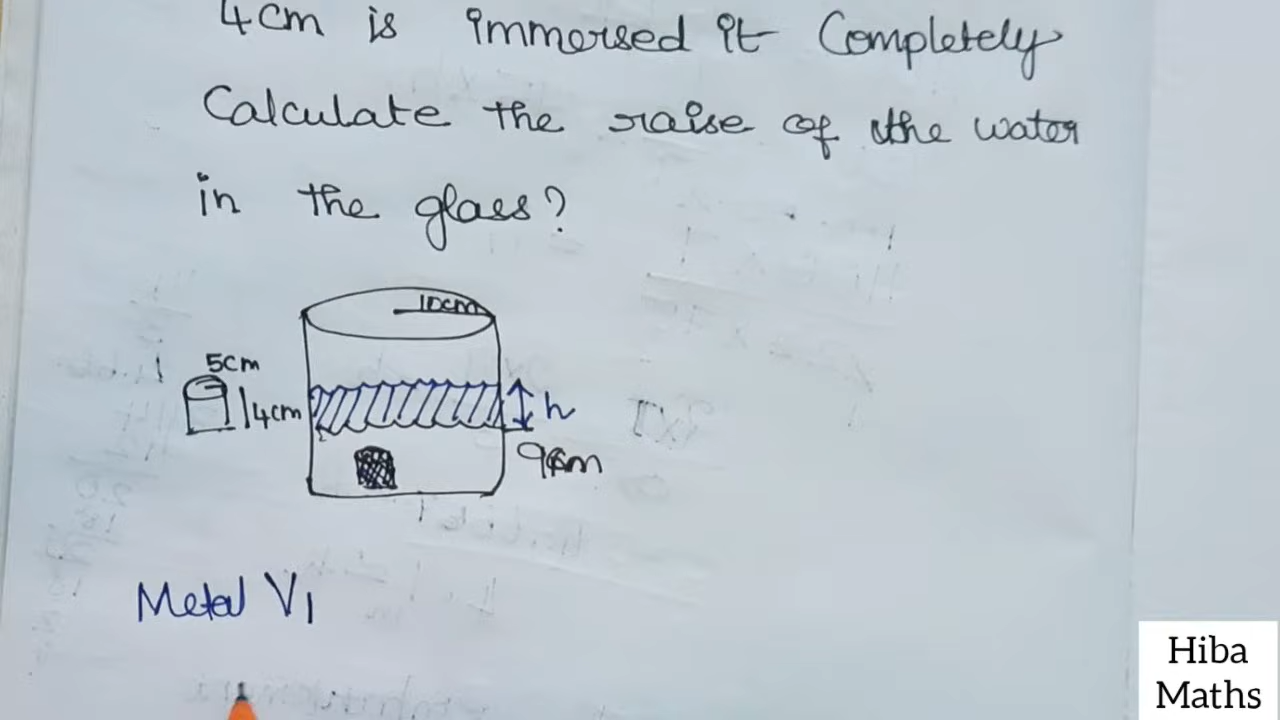 4cm is immersed it Completely
Calculate the raise of the water
in the glass?
10cm
5cm
4cm
h
9cm
Metal V1
Hiba
Maths